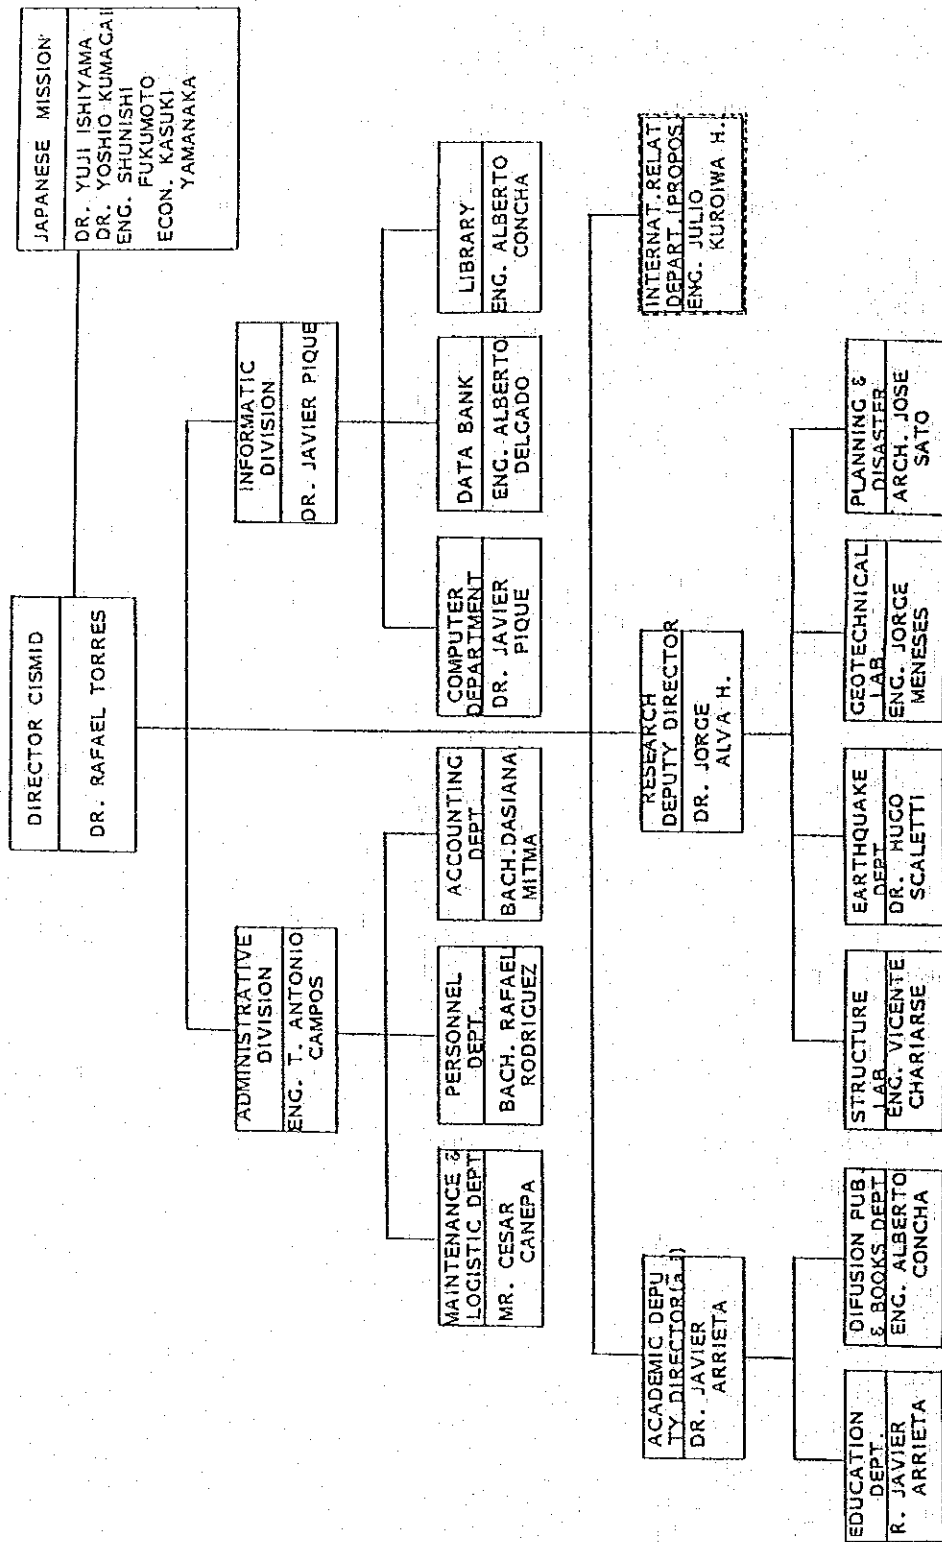 DIRECTOR CISMID
DR. RAFAEL TORRES
JAPANESE MISSION
DR. YUJI ISHIYAMA
DR. YOSHIO KUMAGAI
ENG. SHUNISHI
FUKUMOTO
ECON. KASUKI
YAMANAKA
ADMINISTRATIVE
DIVISION
ENG. T. ANTONIO
CAMPOS
INFORMATIC
DIVISION
DR. JAVIER PIQUE
MAINTENANCE &
LOGISTIC DEPT
MR. CESAR
CANEPA
PERSONNEL
DEPT.
BACH. RAFAEL
RODRIGUEZ
ACCOUNTING
DEPT
BACH.DASIANA
MITMA
COMPUTER
DEPARTMENT
DR. JAVIER
PIQUE
DATA BANK
ENG. ALBERTO
DELGADO
LIBRARY
ENG. ALBERTO
CONCHA
ACADEMIC DEPU
TY DIRECTOR(a.i)
DR. JAVIER
ARRIETA
RESEARCH
DEPUTY DIRECTOR
DR. JORGE
ALVA H.
INTERNAT.RELAT
DEPART.(PROPOS
ENG. JULIO
KUROIWA H.
EDUCATION
DEPT.
R. JAVIER
ARRIETA
DIFUSION PUB.
& BOOKS DEPT
ENG. ALBERTO
CONCHA
STRUCTURE
LAB
ENG. VICENTE
CHARIARSE
EARTHQUAKE
DEPT
DR. HUGO
SCALETTI
GEOTECHNICAL
LAB
ENG. JORGE
MENESES
PLANNING &
DISASTER
ARCH. JOSE
SATO